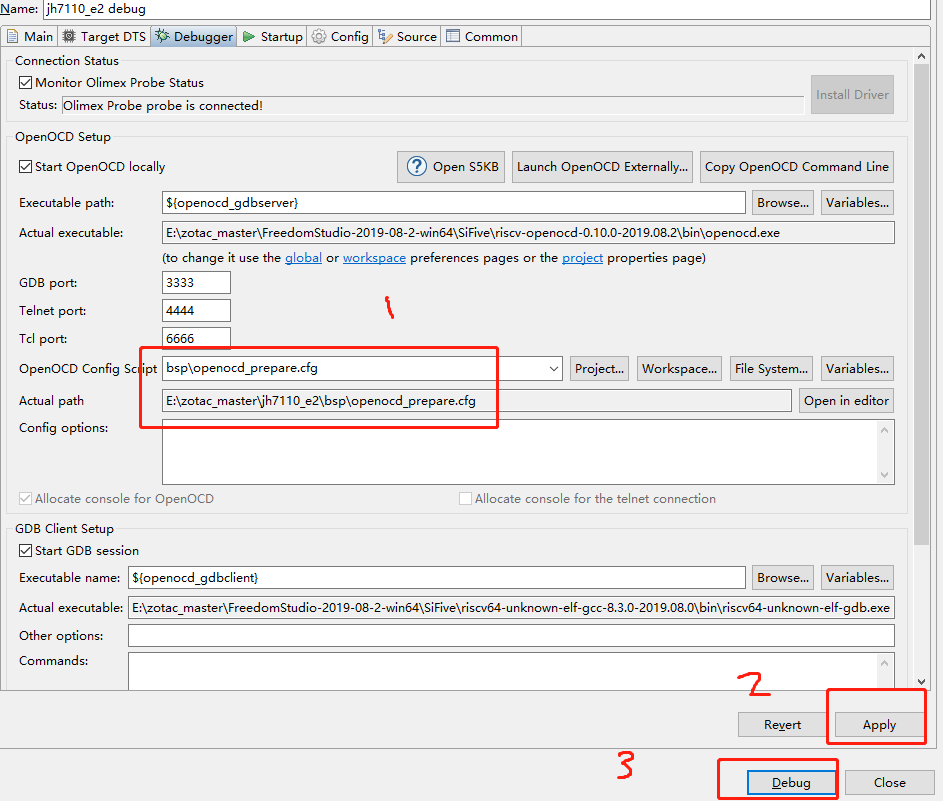 Name: jh7110_e2 debug
Main Target DTS Debugger Startup Config Source Common
Connection Status
Monitor Olimex Probe Status
Status: Olimex Probe probe is connected!
Install Driver
OpenOCD Setup
Start OpenOCD locally Open S5KB Launch OpenOCD Externally... Copy OpenOCD Command Line
Executable path: ${openocd_gdbserver} Browse... Variables...
Actual executable: E:\zotac_master\FreedomStudio-2019-08-2-win64\SiFive\riscv-openocd-0.10.0-2019.08.2\bin\openocd.exe
(to change it use the global or workspace preferences pages or the project properties page)
GDB port: 3333
1
Telnet port: 4444
Tcl port: 6666
OpenOCD Config Script bsp\openocd_prepare.cfg Project... Workspace... File System... Variables...
Actual path E:\zotac_master\jh7110_e2\bsp\openocd_prepare.cfg Open in editor
Config options:
Allocate console for OpenOCD Allocate console for the telnet connection
GDB Client Setup
Start GDB session
Executable name: ${openocd_gdbclient} Browse... Variables...
Actual executable: E:\zotac_master\FreedomStudio-2019-08-2-win64\SiFive\riscv64-unknown-elf-gcc-8.3.0-2019.08.0\bin\riscv64-unknown-elf-gdb.exe
Other options:
Commands:
2
Revert Apply
3
Debug Close